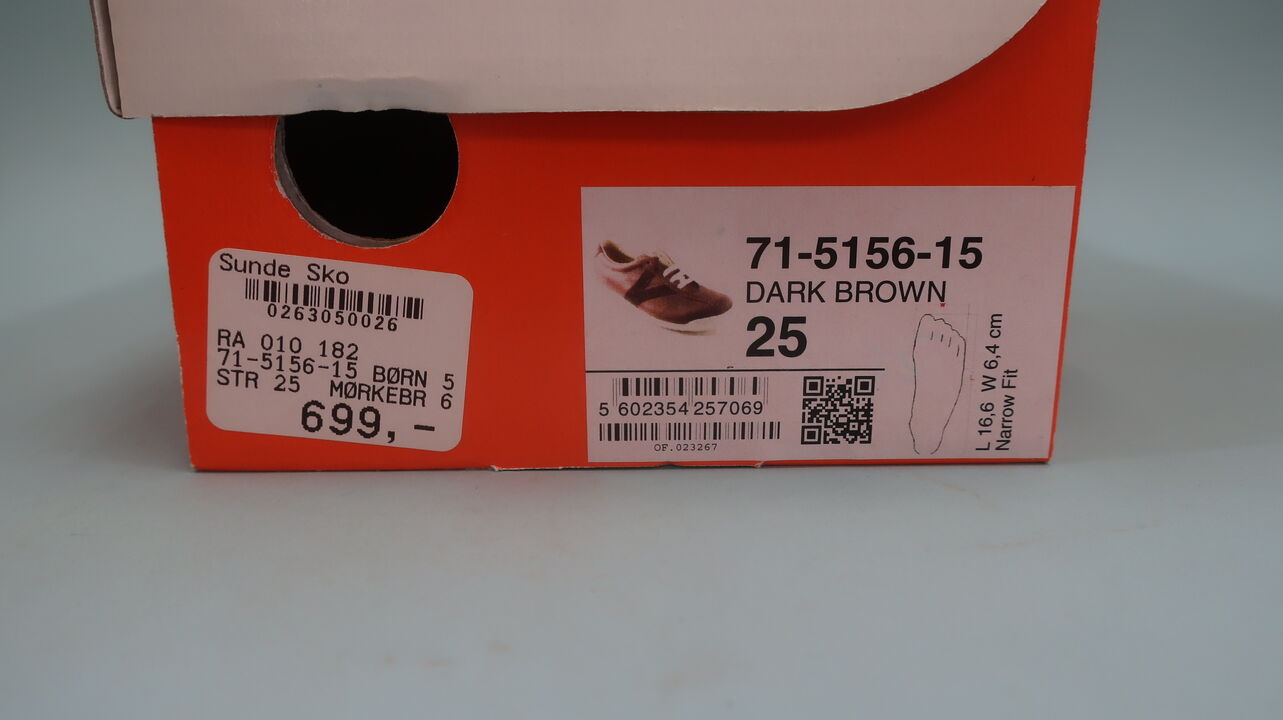 Sunde Sko
0263050026
RA 010 182
71-5156-15 BØRN 5
STR 25 MØRKEBR 6
699,-
71-5156-15
DARK BROWN
25
5 602354 257069
OF.023267
L 16,6 W 6,4 cm
Narrow Fit